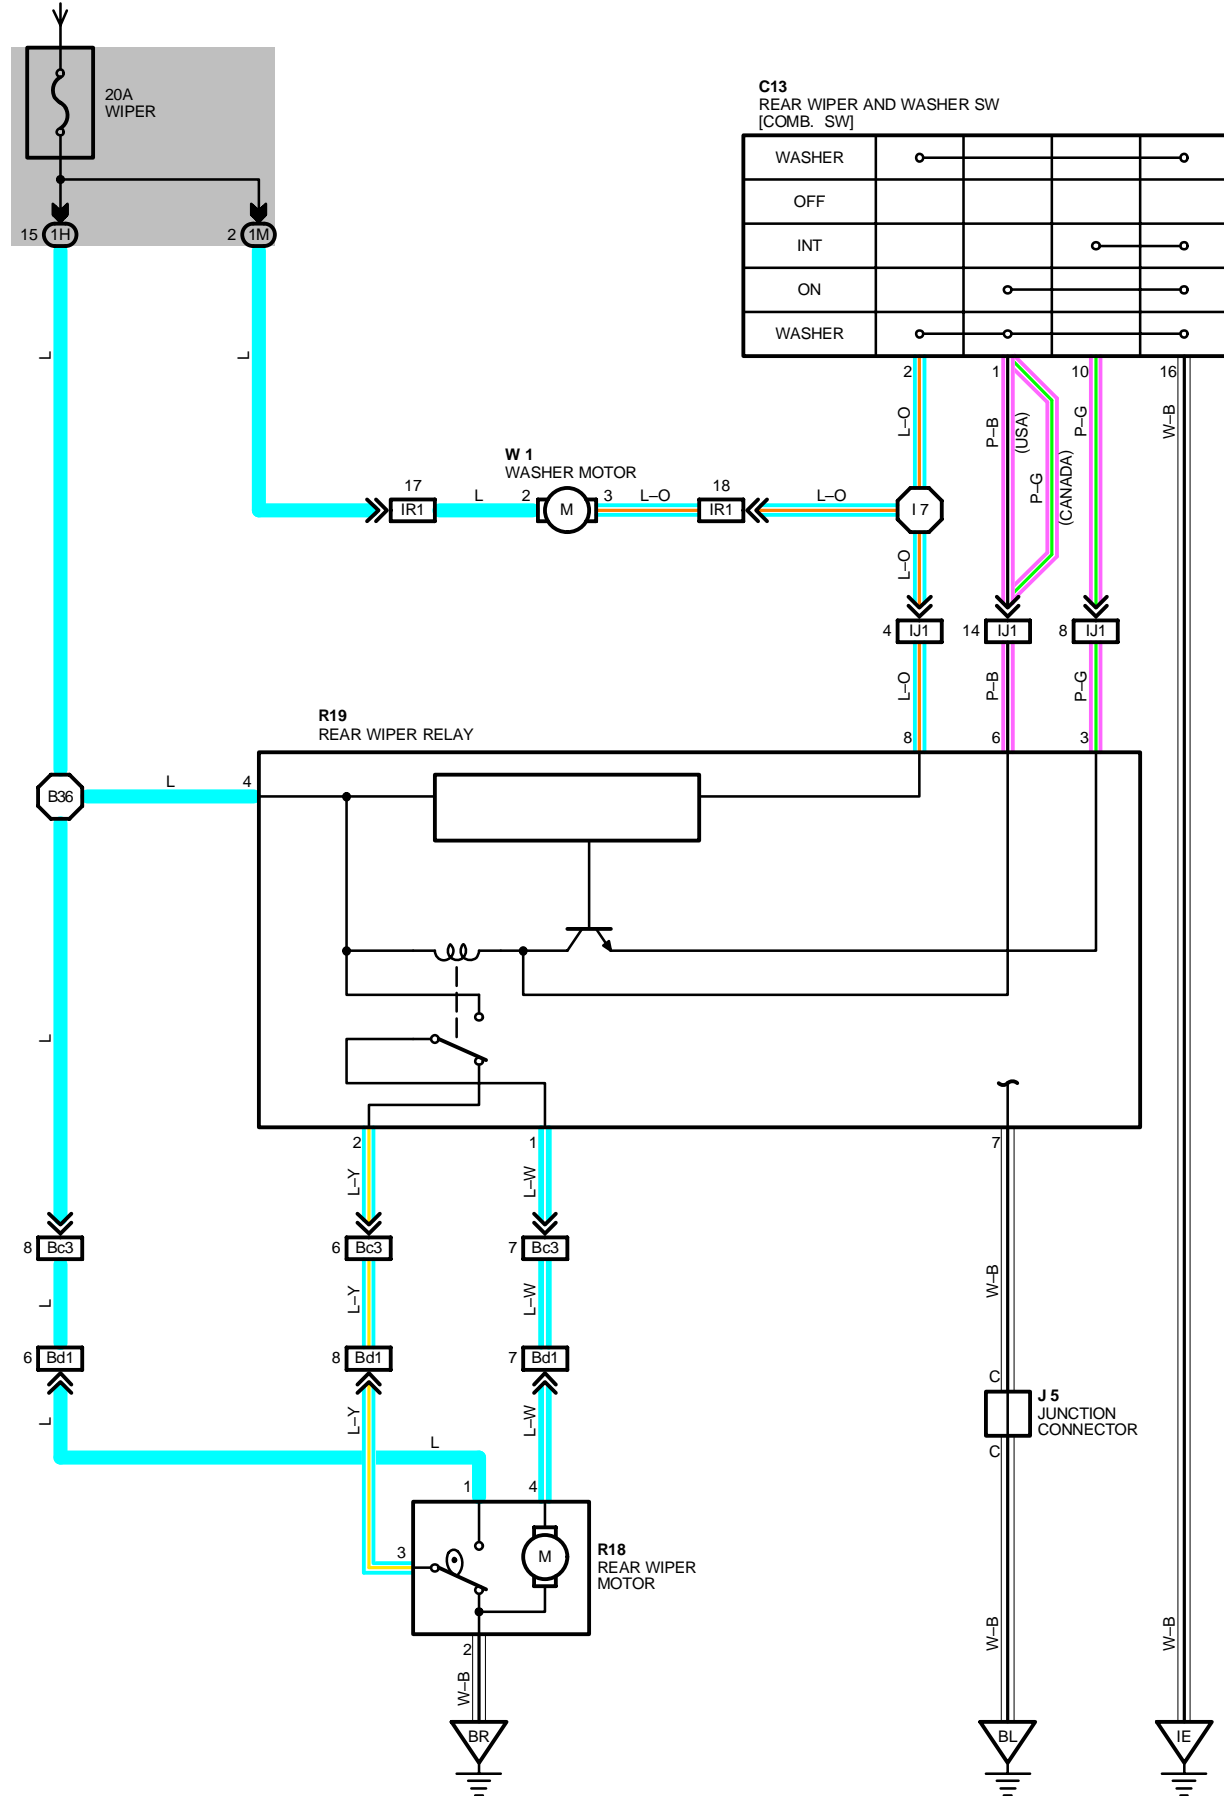 20A
WIPER
15 1H
2 1M
C13
REAR WIPER AND WASHER SW
[COMB. SW]
WASHER
OFF
INT
ON
WASHER
2
1
10
16
L
L
L–O
P–B
(USA)
P–G
(CANADA)
P–G
W–B
W 1
WASHER MOTOR
17
IR1
L
2
M
3
L–O
18
IR1
L–O
I 7
L–O
4 IJ1
14 IJ1
8 IJ1
L–O
P–B
P–G
R19
REAR WIPER RELAY
8
6
3
B36
L
4
L
2
1
7
L–Y
L–W
8 Bc3
6 Bc3
7 Bc3
W–B
L
L–Y
L–W
6 Bd1
8 Bd1
7 Bd1
C
J 5
JUNCTION
CONNECTOR
C
L
L–Y
L–W
L
1
4
3
M
R18
REAR WIPER
MOTOR
2
W–B
W–B
W–B
BR
BL
IE